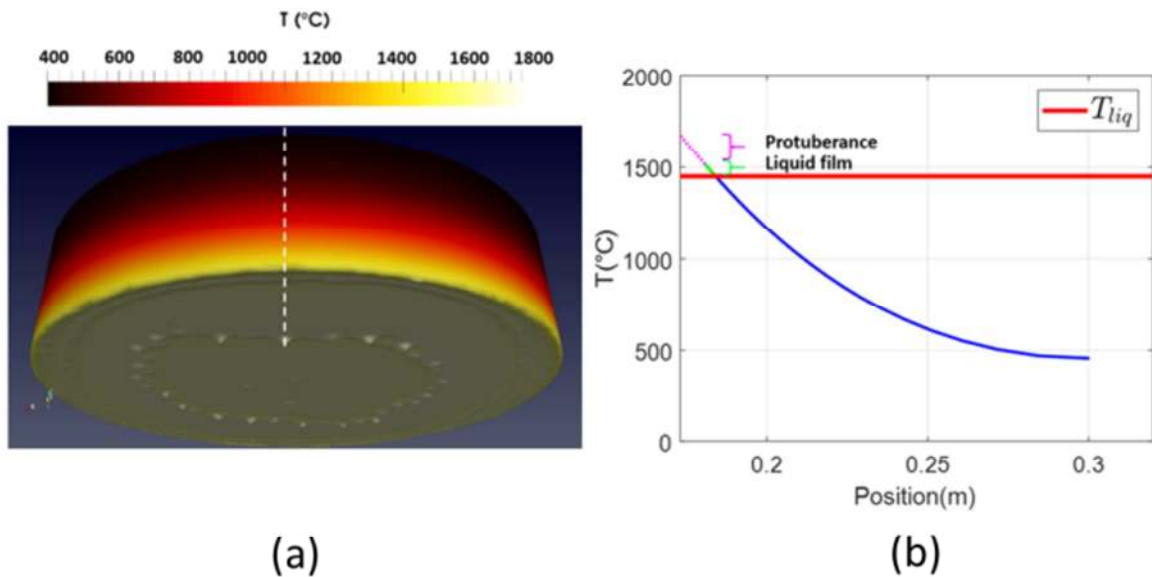 T (°C)
400 600 800 1000 1200 1400 1600 1800
2000
1500
1000
500
0
T(°C)
T_liq
Protuberance
Liquid film
0.2 0.25 0.3
Position(m)
(a)
(b)